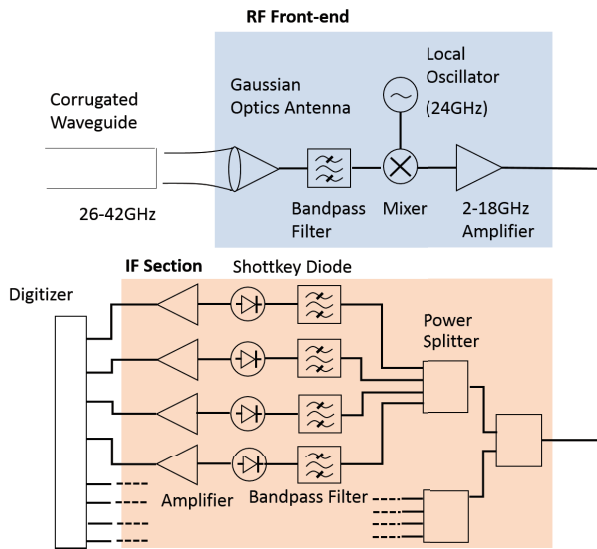 RF Front-end
Local
Oscillator
(24GHz)
Gaussian
Optics Antenna
Corrugated
Waveguide
26-42GHz
Bandpass
Filter
Mixer
2-18GHz
Amplifier
IF Section
Shottkey Diode
Digitizer
Power
Splitter
Amplifier
Bandpass Filter